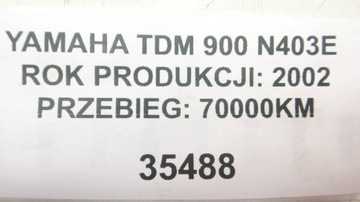 YAMAHA TDM 900 N403E
ROK PRODUKCJI: 2002
PRZEBIEG: 70000KM
35488